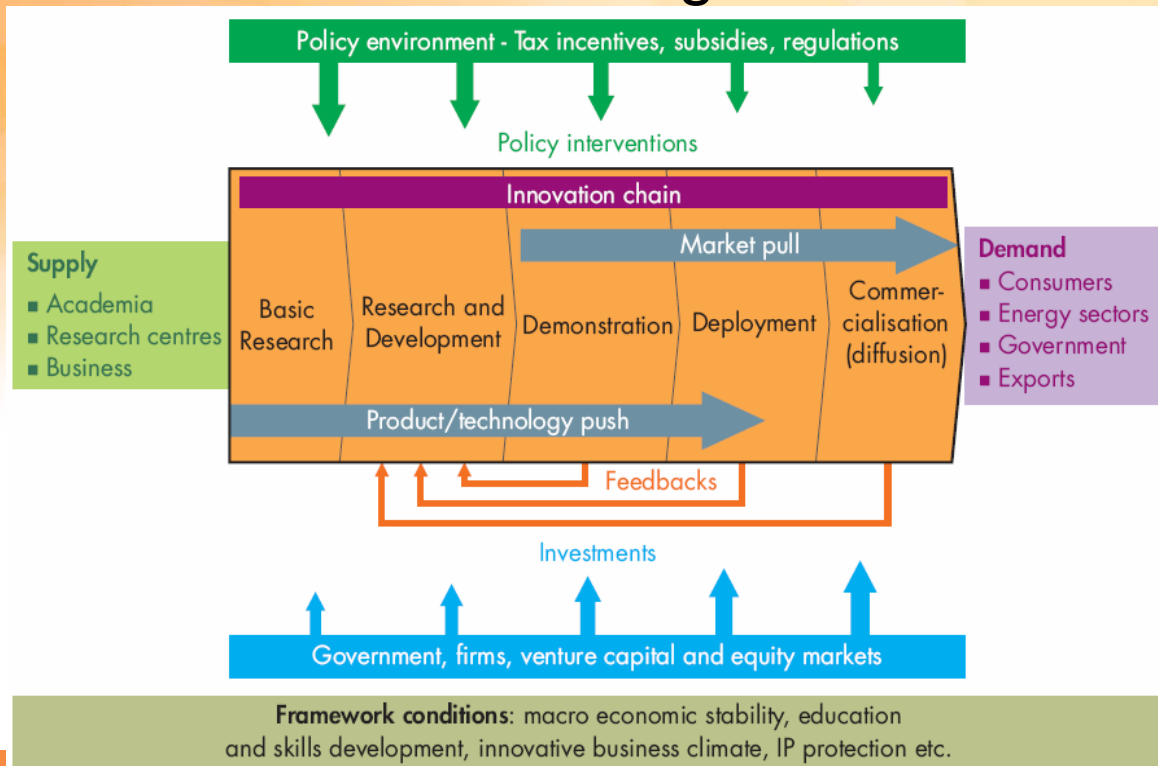 Policy environment - Tax incentives, subsidies, regulations
Policy interventions
Innovation chain
Market pull
Supply
▪ Academia
▪ Research centres
▪ Business
Basic
Research
Research and
Development
Demonstration
Deployment
Commer-
cialisation
(diffusion)
Product/technology push
Demand
▪ Consumers
▪ Energy sectors
▪ Government
▪ Exports
Feedbacks
Investments
Government, firms, venture capital and equity markets
Framework conditions: macro economic stability, education
and skills development, innovative business climate, IP protection etc.